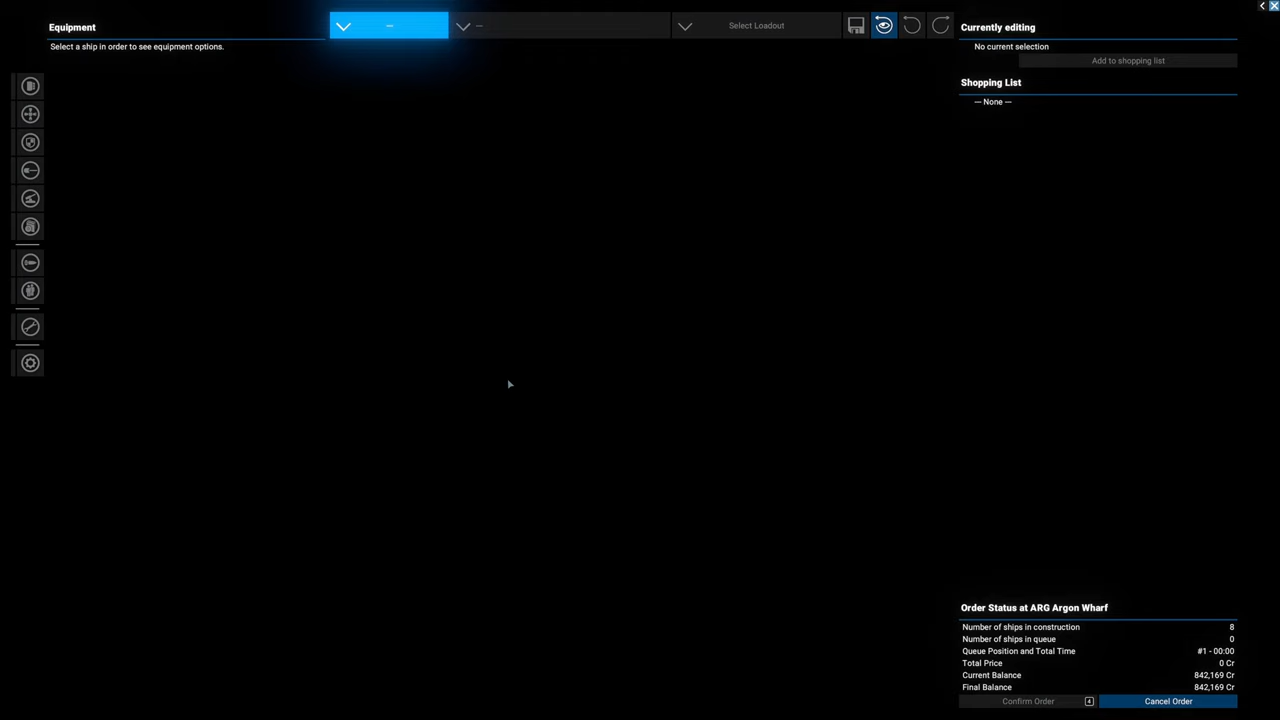 Equipment
Select a ship in order to see equipment options.
—
—
Select Loadout
Currently editing
No current selection
Add to shopping list
Shopping List
— None —
Order Status at ARG Argon Wharf
Number of ships in construction 8
Number of ships in queue 0
Queue Position and Total Time #1 - 00:00
Total Price 0 Cr
Current Balance 842,169 Cr
Final Balance 842,169 Cr
Confirm Order 4
Cancel Order